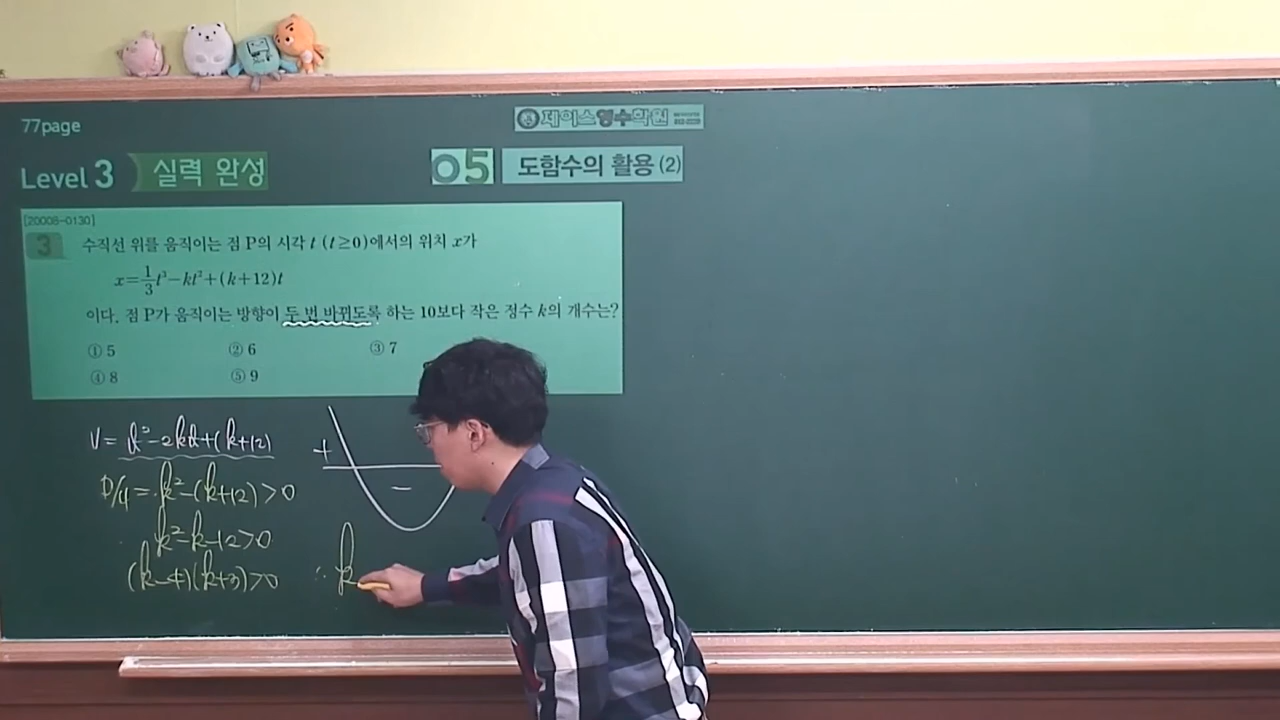 77page
제이스영수학원
Level 3 실력 완성
05 도함수의 활용 (2)
[20008-0130]
3 수직선 위를 움직이는 점 P의 시각 t (t≥0)에서의 위치 x가
x=1/3t³-kt²+(k+12)t
이다. 점 P가 움직이는 방향이 두 번 바뀌도록 하는 10보다 작은 정수 k의 개수는?
① 5 ② 6 ③ 7
④ 8 ⑤ 9
V= t²-2kt+(k+12)
D/4 = k²-(k+12)>0
k²-k-12>0
(k-4)(k+3)>0
+
-
∴ k